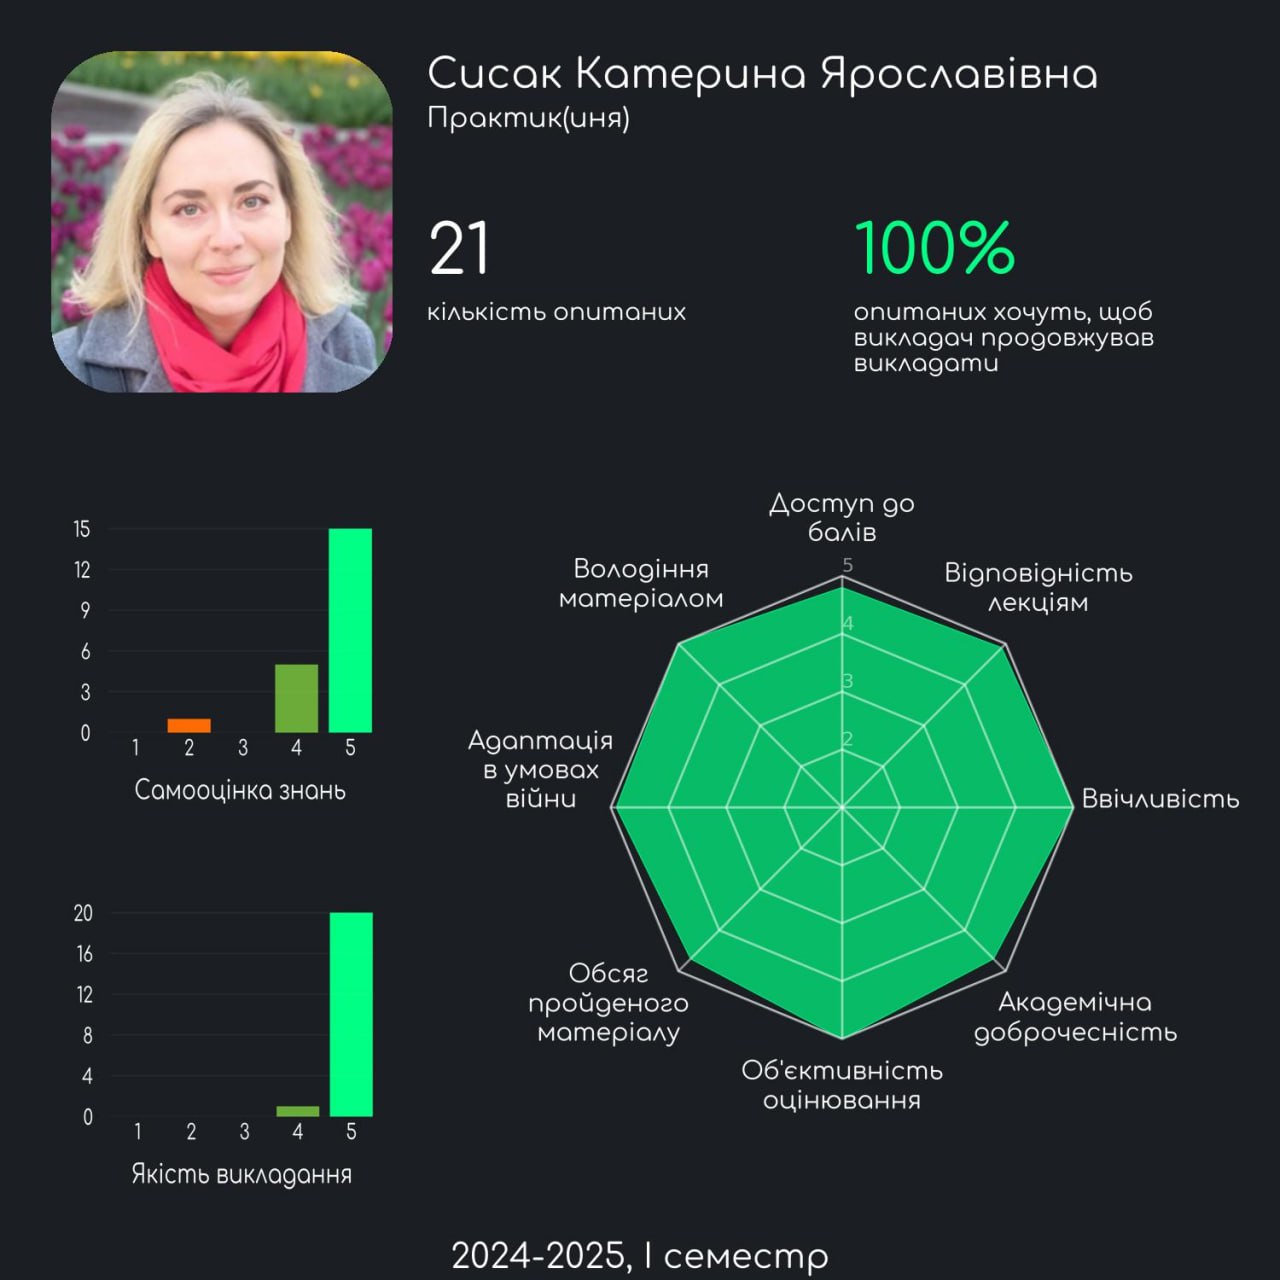 Сисак Катерина Ярославівна
Практик(иня)
21
кількість опитаних
100%
опитаних хочуть, щоб
викладач продовжував
викладати
15
12
9
6
3
0
1 2 3 4 5
Самооцінка знань
20
16
12
8
4
0
1 2 3 4 5
Якість викладання
Доступ до
балів
Відповідність
лекціям
Ввічливість
Академічна
доброчесність
Об'єктивність
оцінювання
Обсяг
пройденого
матеріалу
Адаптація
в умовах
війни
Володіння
матеріалом
5
4
3
2
2024-2025, І семестр